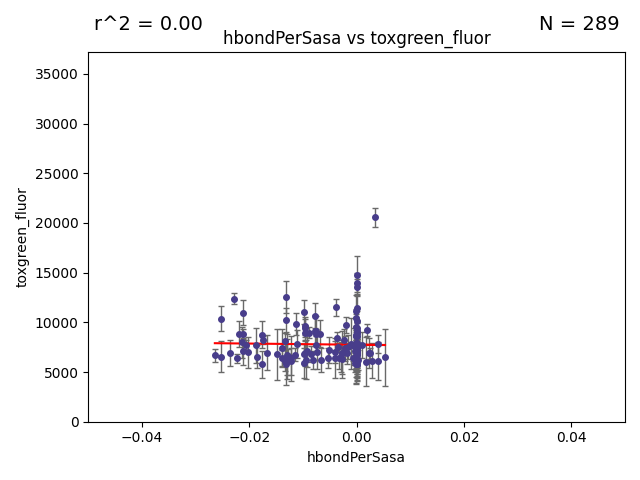 r^2 = 0.00
N = 289
hbondPerSasa vs toxgreen_fluor
35000
30000
25000
20000
15000
10000
5000
0
toxgreen_fluor
−0.04
−0.02
0.00
0.02
0.04
hbondPerSasa